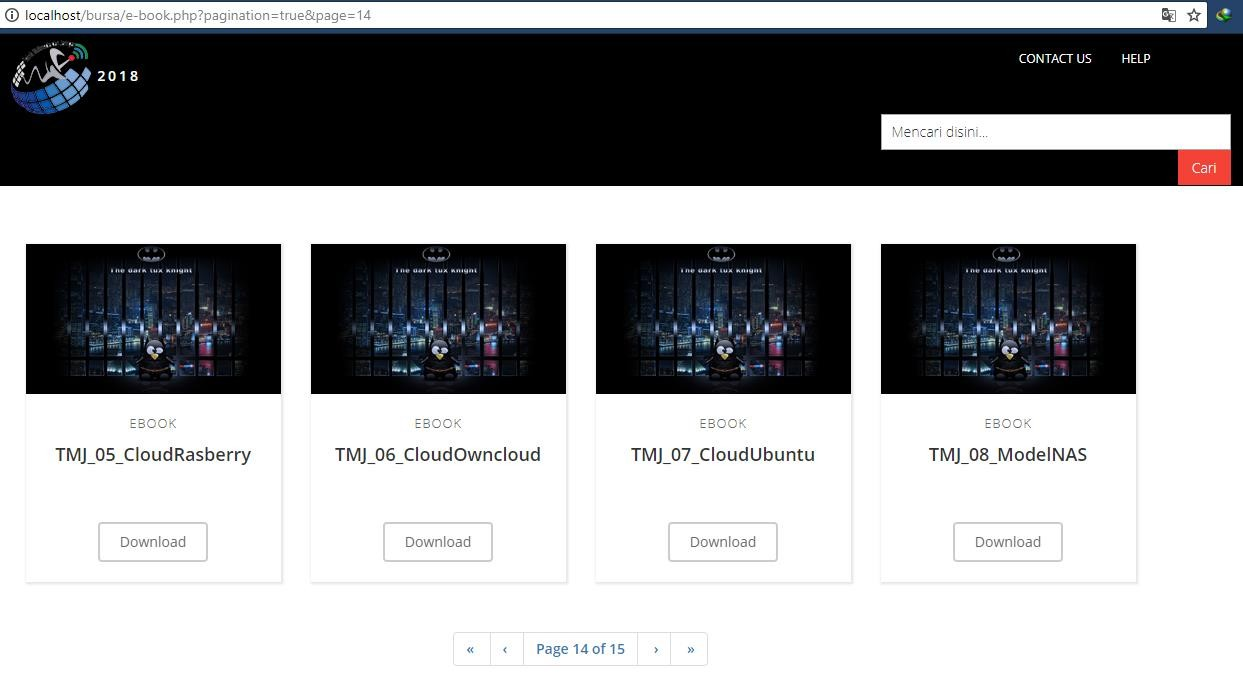 localhost/bursa/e-book.php?pagination=true&page=14
2018
CONTACT US HELP
Mencari disini...
Cari
The dark tux knight
The dark tux knight
The dark tux knight
The dark tux knight
EBOOK
TMJ_05_CloudRasberry
Download
EBOOK
TMJ_06_CloudOwncloud
Download
EBOOK
TMJ_07_CloudUbuntu
Download
EBOOK
TMJ_08_ModelNAS
Download
« ‹ Page 14 of 15 › »